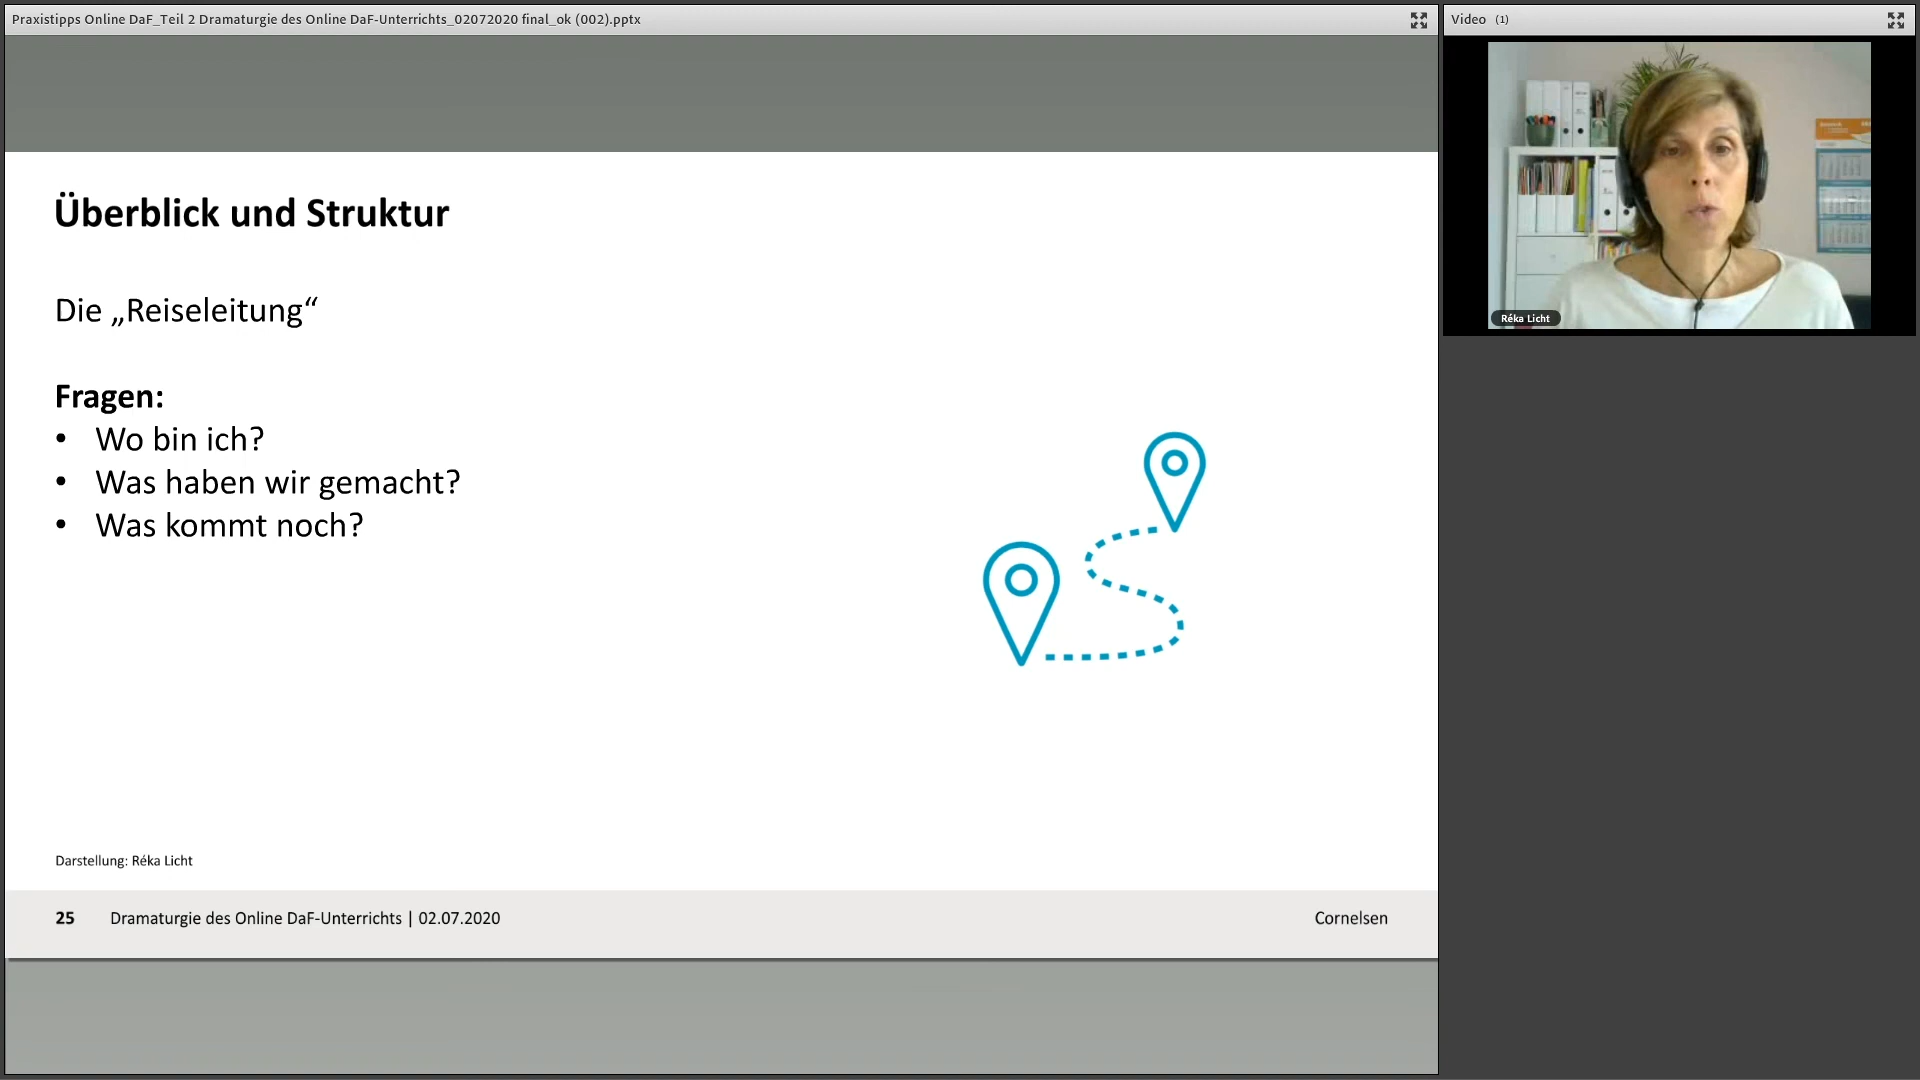 Praxistipps Online DaF_Teil 2 Dramaturgie des Online DaF-Unterrichts_02072020 final_ok (002).pptx
Video (1)
Réka Licht
Überblick und Struktur
Die „Reiseleitung“
Fragen:
• Wo bin ich?
• Was haben wir gemacht?
• Was kommt noch?
Darstellung: Réka Licht
25 Dramaturgie des Online DaF-Unterrichts | 02.07.2020 Cornelsen